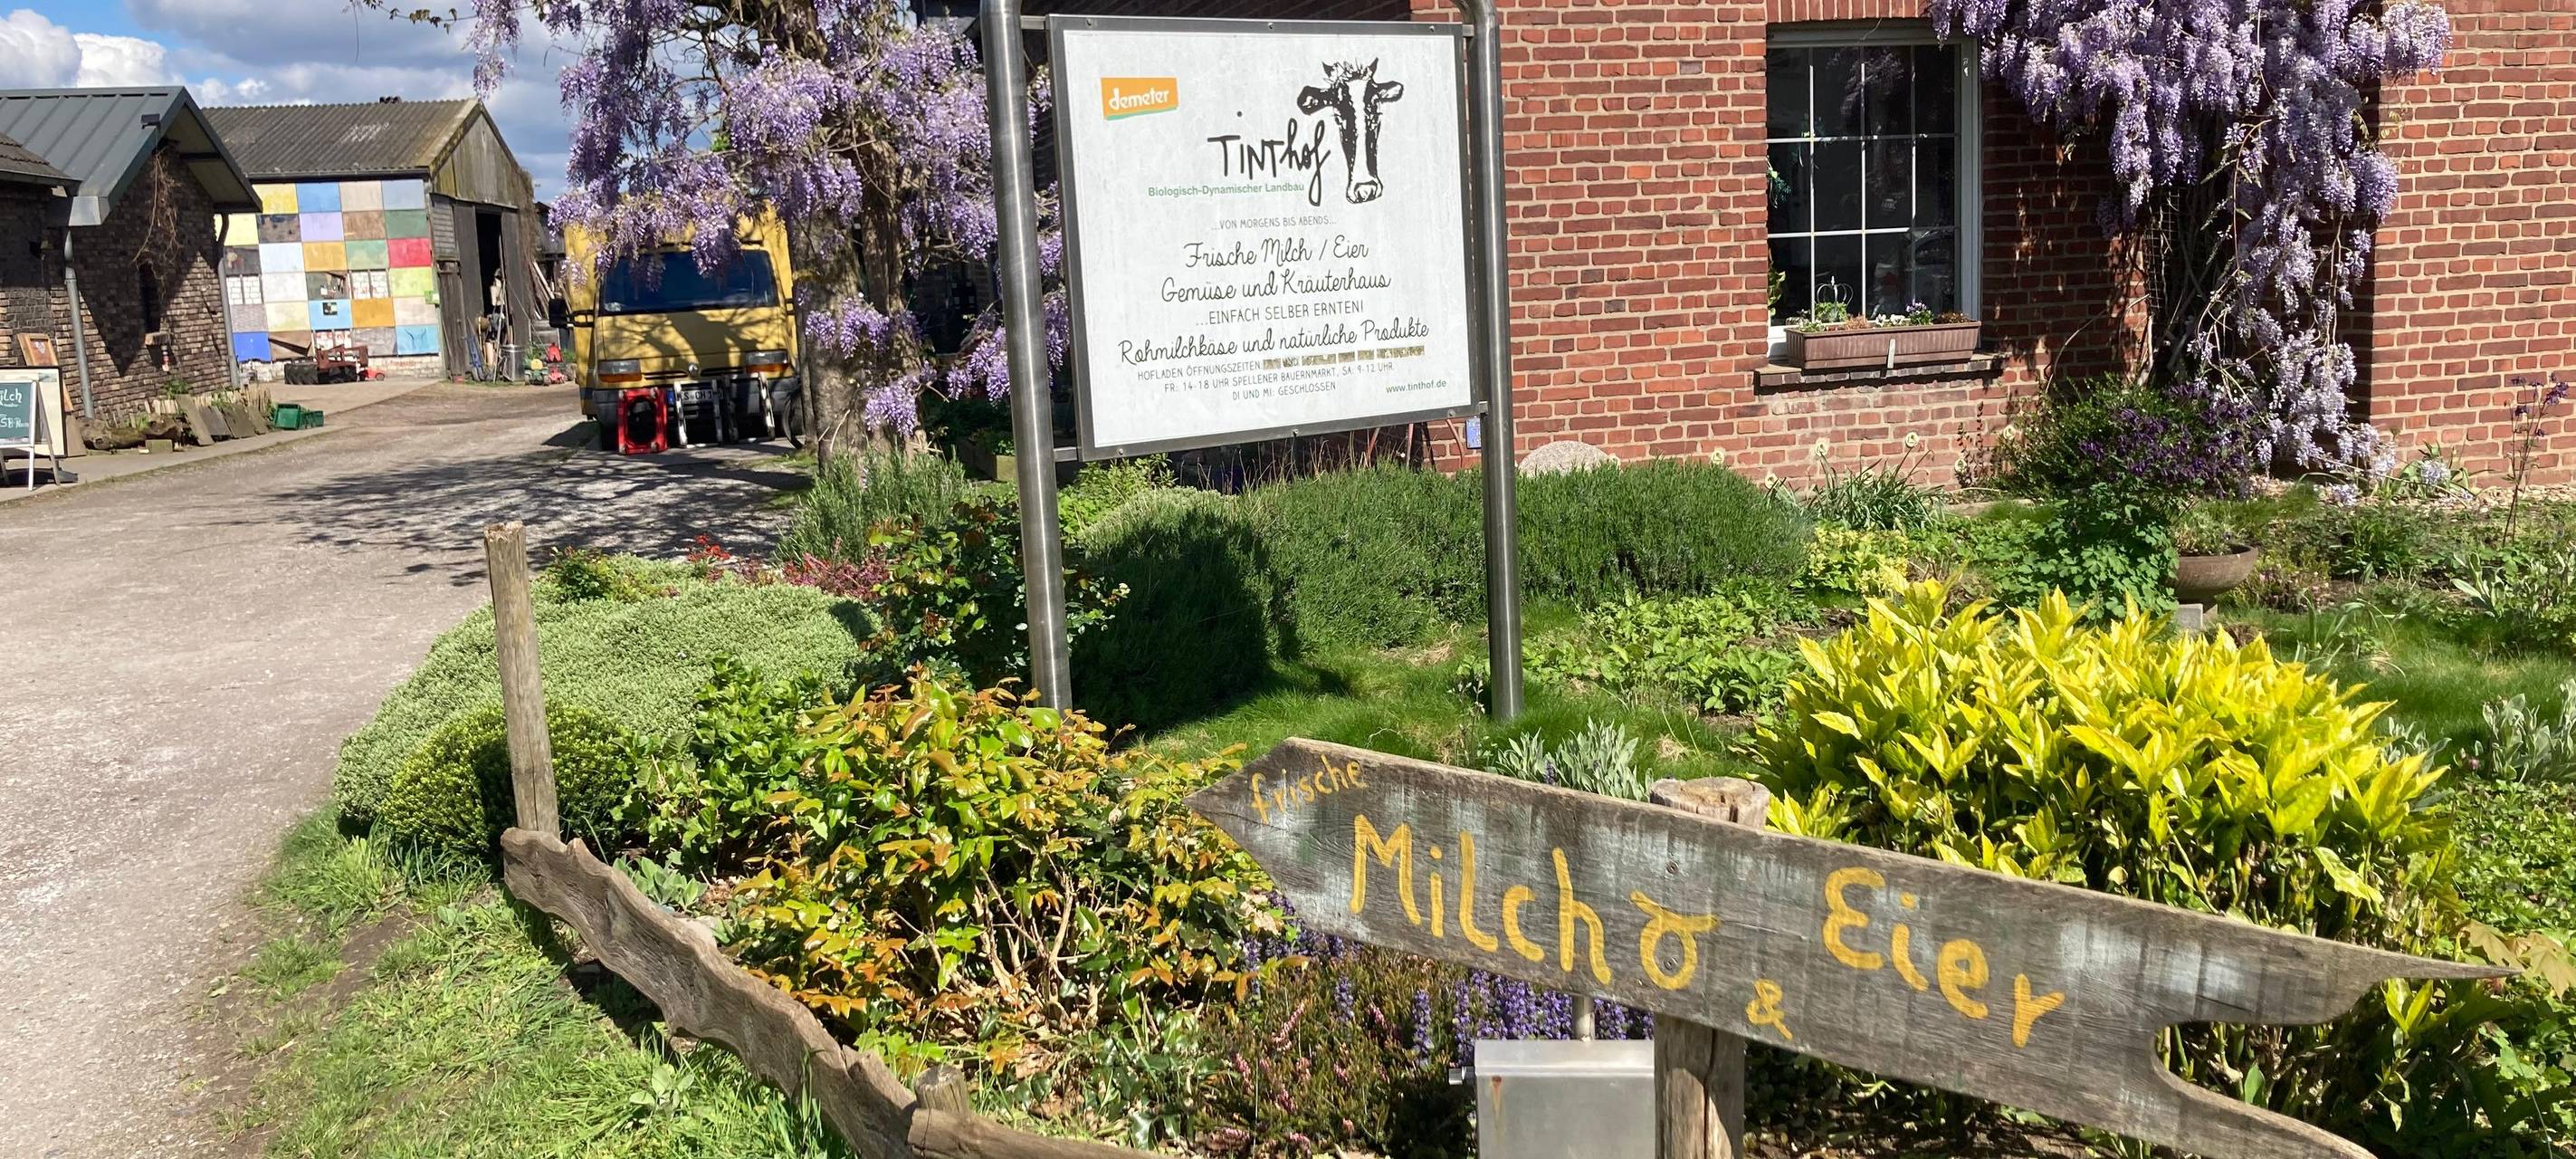 demeter
TiNThof
Biologisch-Dynamischer Landbau
...VON MORGENS BIS ABENDS...
Frische Milch / Eier
Gemüse und Kräuterhaus
...EINFACH SELBER ERNTEN!
Rohmilchkäse und natürliche Produkte
HOFLADEN ÖFFNUNGSZEITEN:
FR: 14-18 UHR SPELLENER BAUERNMARKT, SA: 9-12 UHR.
DI UND MI: GESCHLOSSEN
www.tinthof.de
frische
Milch
& Eier